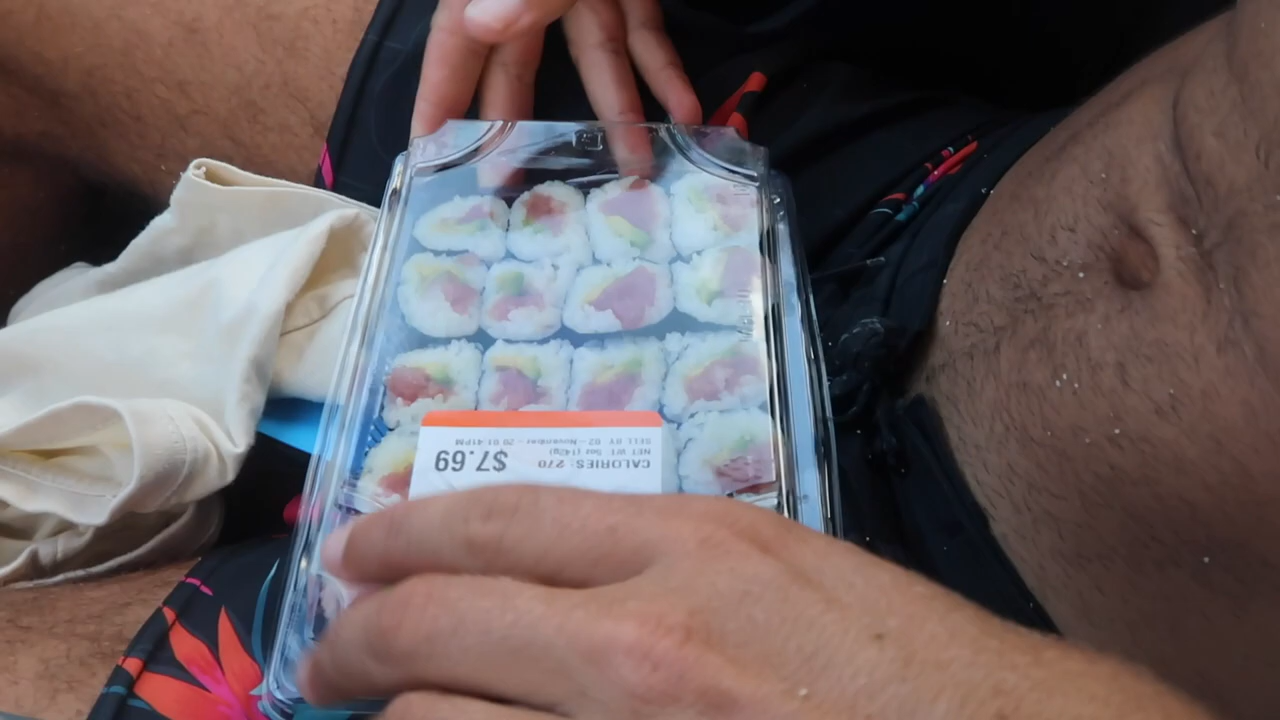 CALORIES: 270 $7.69
NET WT 5oz (142g)
SELL BY 02-November-20 01:41PM